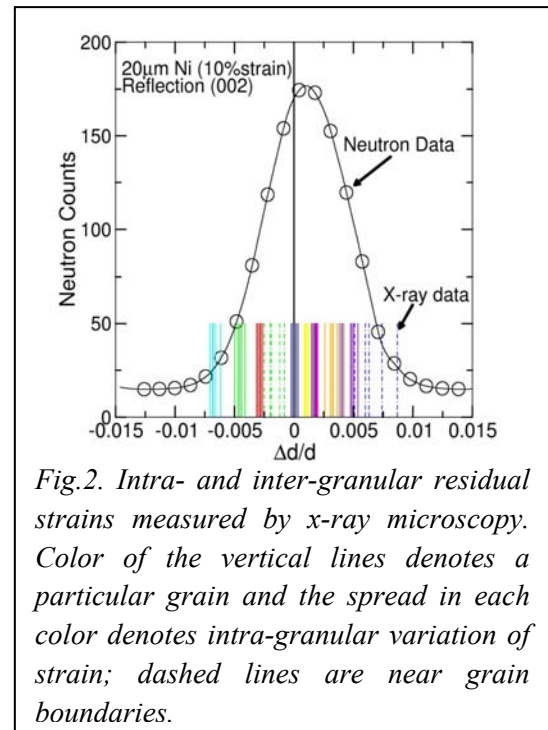 200
20μm Ni (10%strain)
Reflection (002)
150
Neutron Data
Neutron Counts
100
X-ray data
50
0
-0.015 -0.01 -0.005 0 0.005 0.01 0.015
Δd/d
Fig.2. Intra- and inter-granular residual
strains measured by x-ray microscopy.
Color of the vertical lines denotes a
particular grain and the spread in each
color denotes intra-granular variation of
strain; dashed lines are near grain
boundaries.